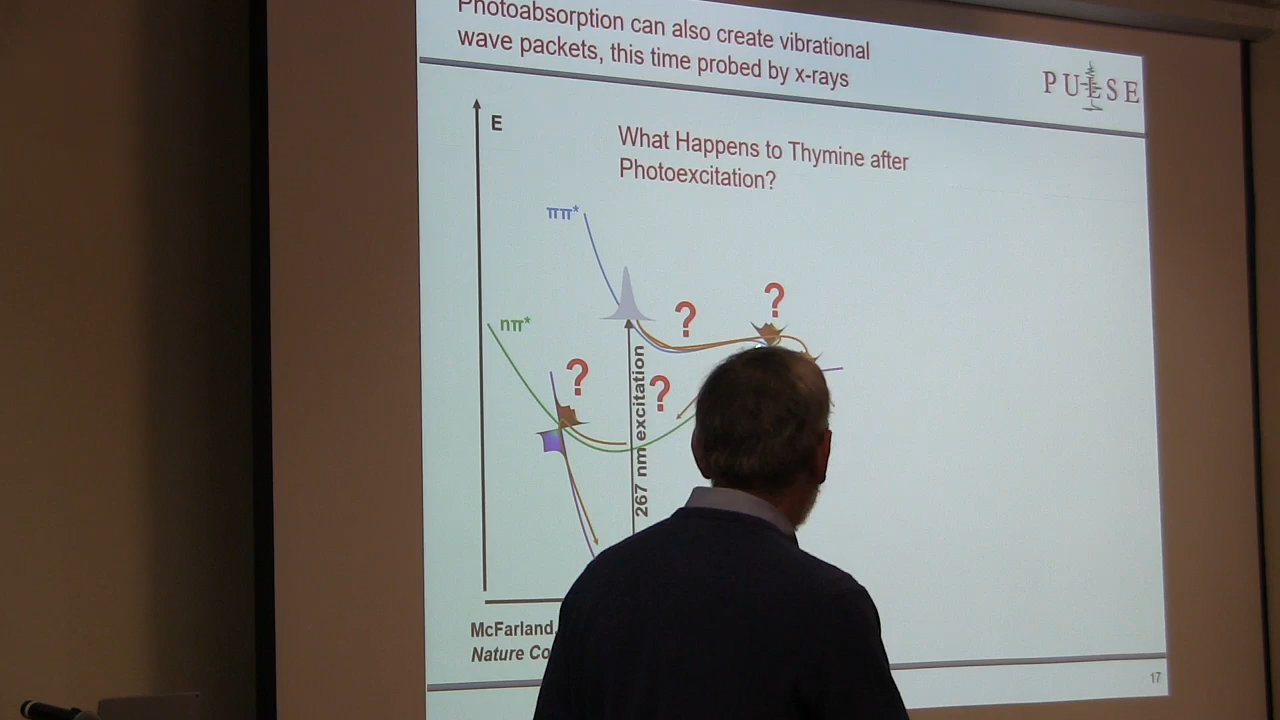 Photoabsorption can also create vibrational
wave packets, this time probed by x-rays
PULSE
E
What Happens to Thymine after
Photoexcitation?
ππ*
?
?
nπ*
?
?
267 nm excitation
McFarland,
Nature Co
17